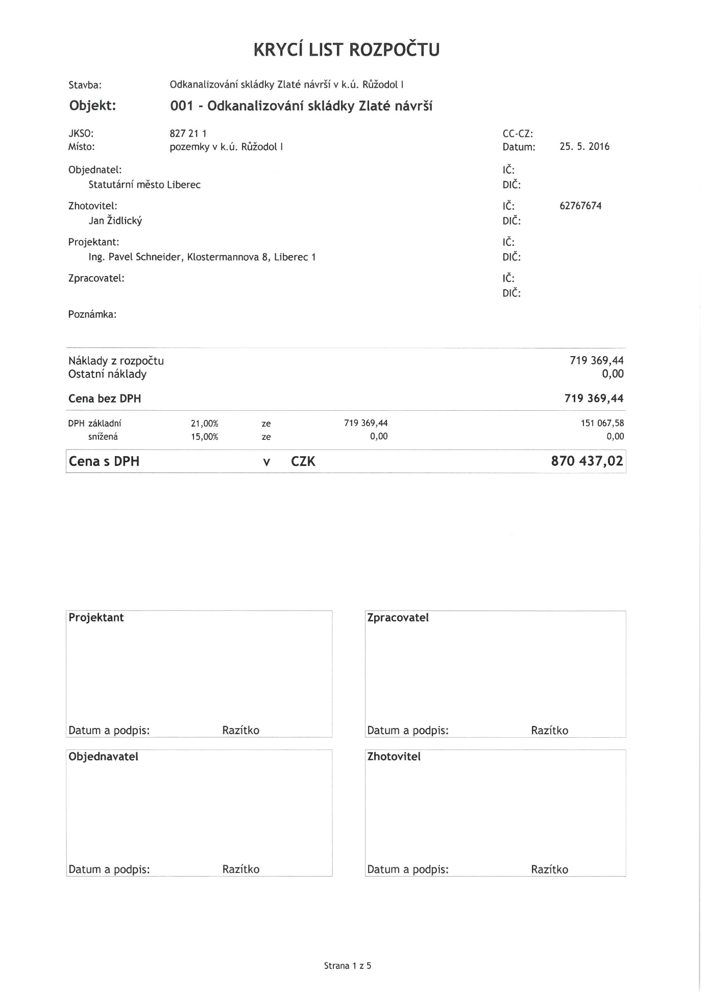 KRYCÍ LIST ROZPOČTU
Stavba: Odkanalizování skládky Zlaté návrší v k.ú. Růžodol I
Objekt: 001 - Odkanalizování skládky Zlaté návrší
JKSO: 827 21 1 CC-CZ:
Místo: pozemky v k.ú. Růžodol I Datum: 25. 5. 2016
Objednatel: IČ:
Statutární město Liberec DIČ:
Zhotovitel: IČ: 62767674
Jan Židlický DIČ:
Projektant: IČ:
Ing. Pavel Schneider, Klostermannova 8, Liberec 1 DIČ:
Zpracovatel: IČ:
DIČ:
Poznámka:
Náklady z rozpočtu 719 369,44
Ostatní náklady 0,00
Cena bez DPH 719 369,44
DPH základní 21,00% ze 719 369,44 151 067,58
snížená 15,00% ze 0,00 0,00
Cena s DPH v CZK 870 437,02
Projektant Zpracovatel
Datum a podpis: Razítko Datum a podpis: Razítko
Objednavatel Zhotovitel
Datum a podpis: Razítko Datum a podpis: Razítko
Strana 1 z 5